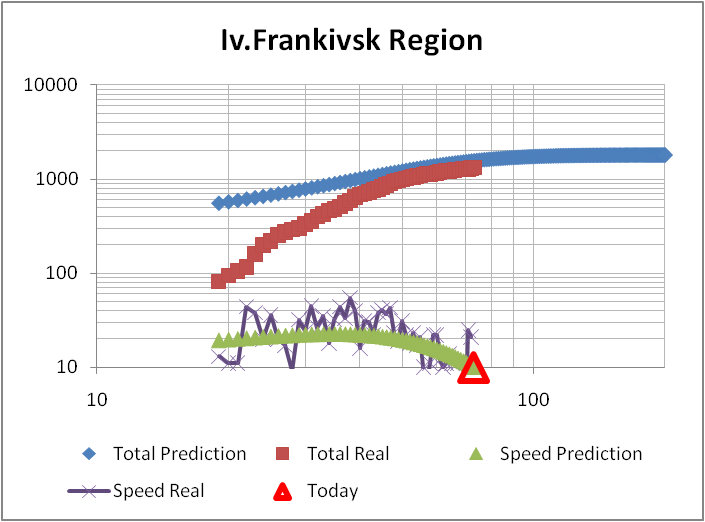 Iv.Frankivsk Region
10000
1000
100
10
10 100
Total Prediction Total Real Speed Prediction
Speed Real Today